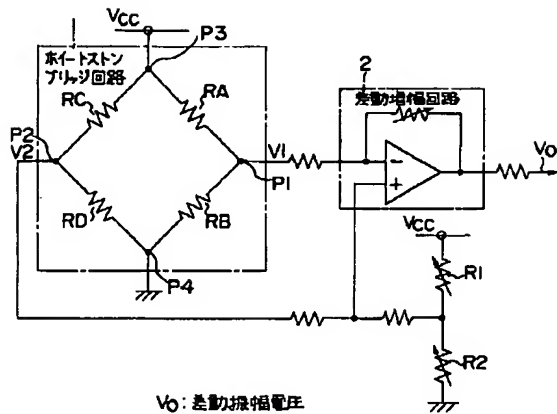 1
Vcc
P3
ホイートストン
ブリッジ回路
RC
RA
P2
V2
V1
P1
RD
RB
P4
2
差動増幅回路
−
+
Vo
Vcc
R1
R2
Vo:差動振幅電圧